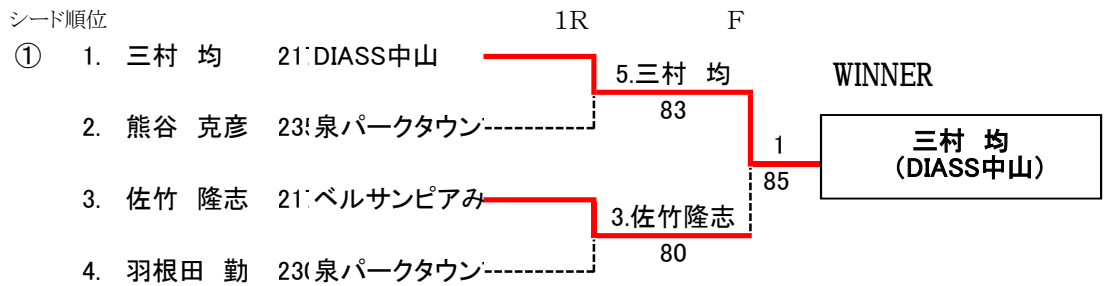 シード順位 1R F
① 1. 三村 均 217 DIASS中山
5.三村 均 WINNER
83
2. 熊谷 克彦 235 泉パークタウン
1 三村 均
(DIASS中山)
85
3. 佐竹 隆志 217 ベルサンピアみ
3.佐竹隆志
80
4. 羽根田 勤 230 泉パークタウン